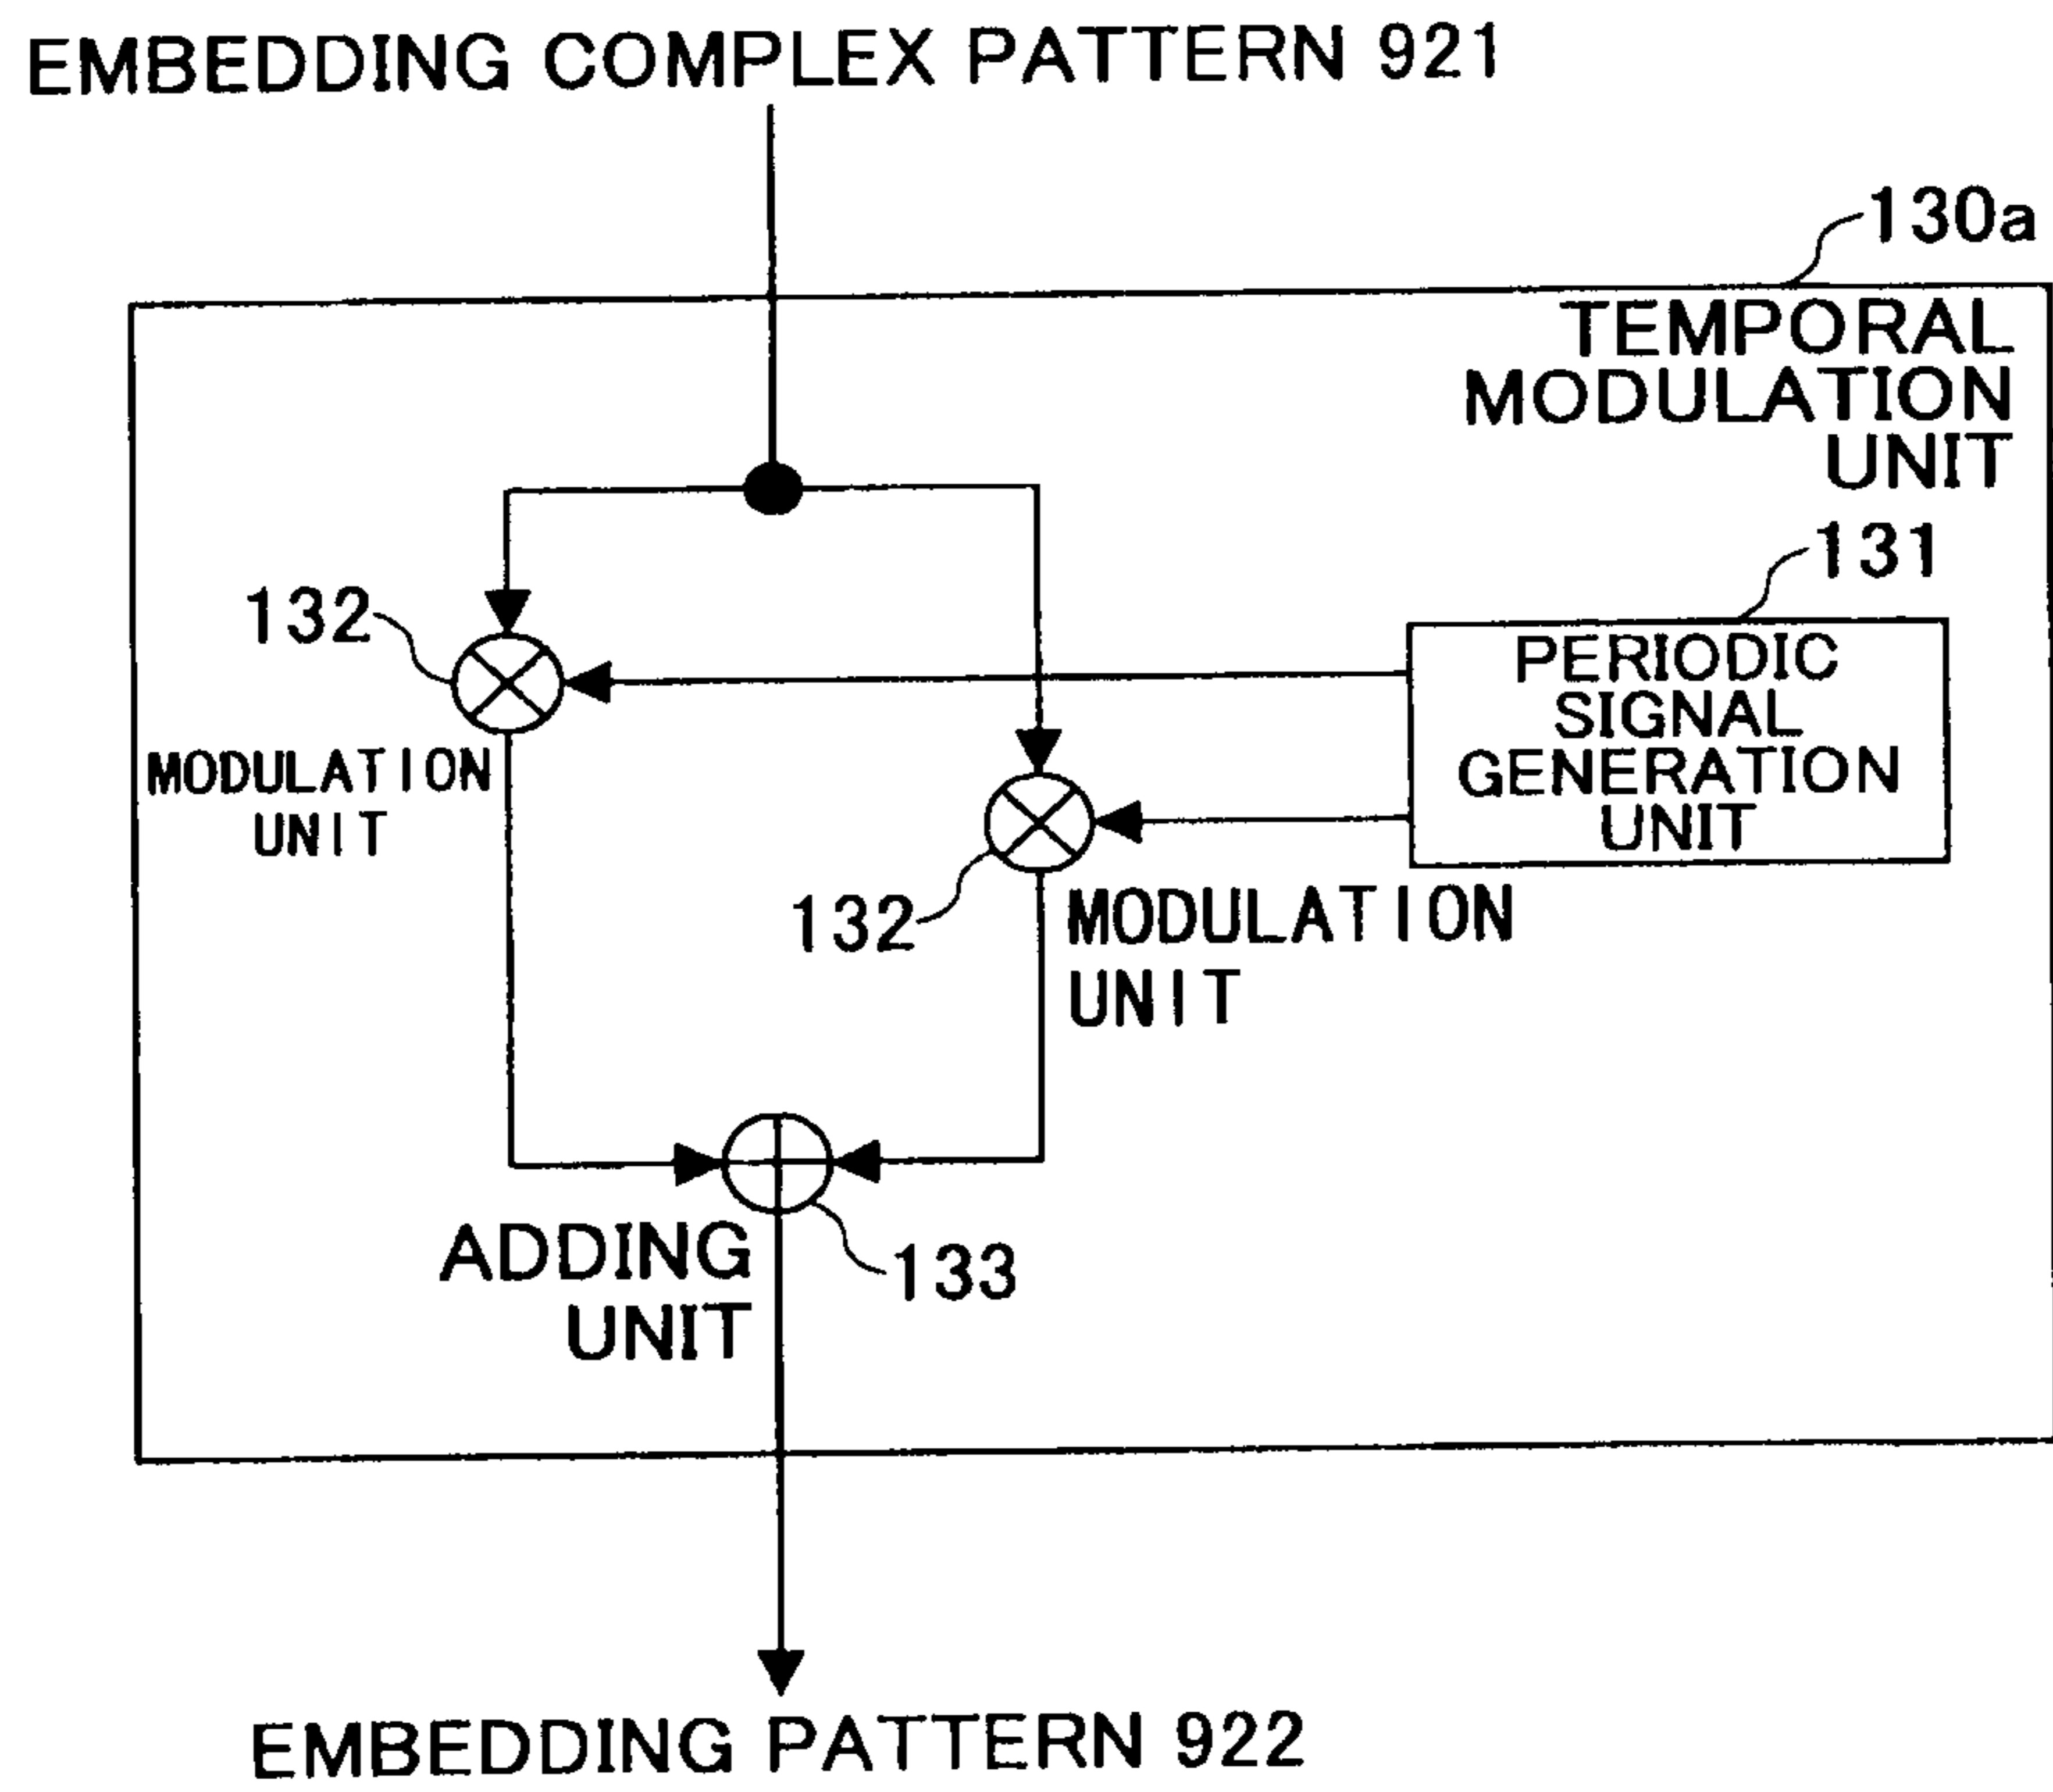 EMBEDDING COMPLEX PATTERN 921
130a
TEMPORAL
MODULATION
UNIT
131
PERIODIC
SIGNAL
GENERATION
UNIT
132
MODULATION
UNIT
132
MODULATION
UNIT
ADDING
UNIT
133
EMBEDDING PATTERN 922